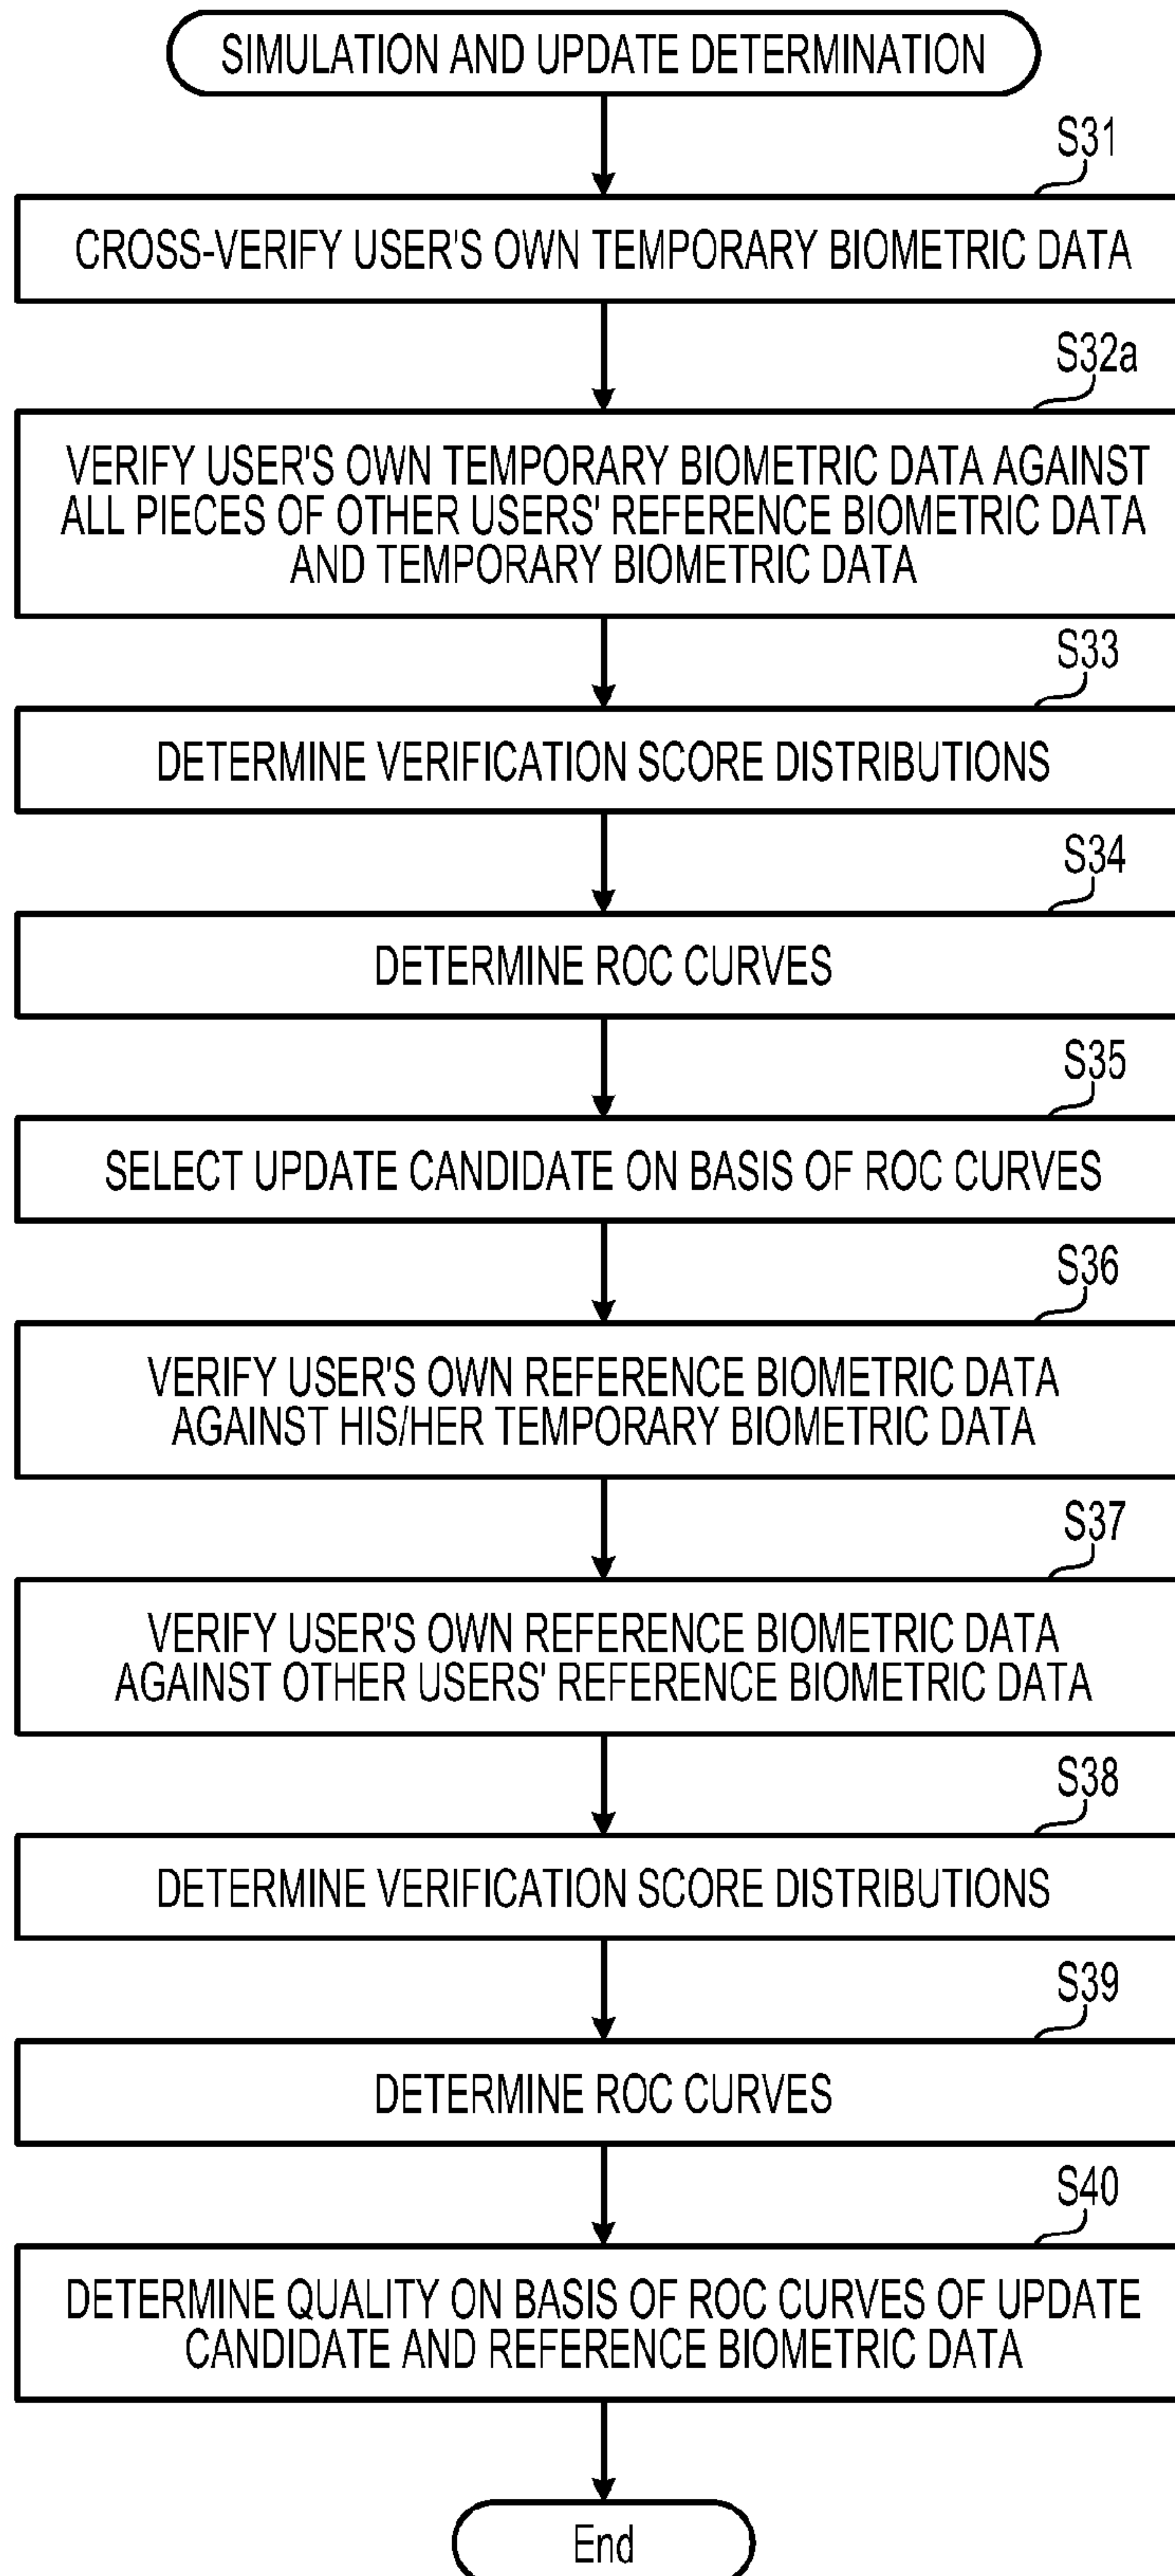 SIMULATION AND UPDATE DETERMINATION
S31
CROSS-VERIFY USER'S OWN TEMPORARY BIOMETRIC DATA
S32a
VERIFY USER'S OWN TEMPORARY BIOMETRIC DATA AGAINST
ALL PIECES OF OTHER USERS' REFERENCE BIOMETRIC DATA
AND TEMPORARY BIOMETRIC DATA
S33
DETERMINE VERIFICATION SCORE DISTRIBUTIONS
S34
DETERMINE ROC CURVES
S35
SELECT UPDATE CANDIDATE ON BASIS OF ROC CURVES
S36
VERIFY USER'S OWN REFERENCE BIOMETRIC DATA
AGAINST HIS/HER TEMPORARY BIOMETRIC DATA
S37
VERIFY USER'S OWN REFERENCE BIOMETRIC DATA
AGAINST OTHER USERS' REFERENCE BIOMETRIC DATA
S38
DETERMINE VERIFICATION SCORE DISTRIBUTIONS
S39
DETERMINE ROC CURVES
S40
DETERMINE QUALITY ON BASIS OF ROC CURVES OF UPDATE
CANDIDATE AND REFERENCE BIOMETRIC DATA
End